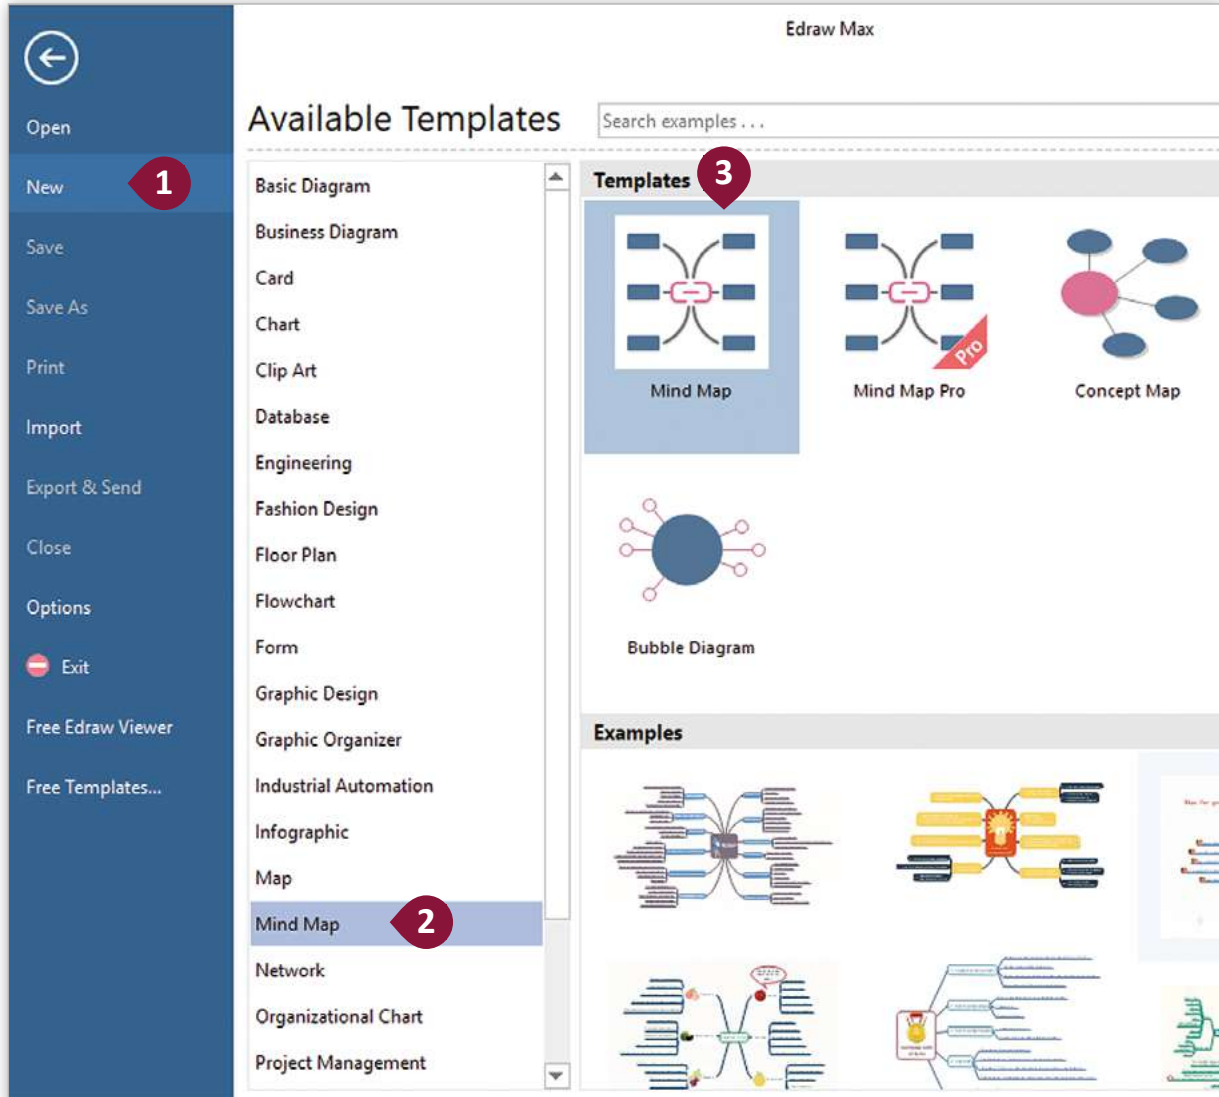 Edraw Max
Open
New
1
Save
Save As
Print
Import
Export & Send
Close
Options
Exit
Free Edraw Viewer
Free Templates...
Available Templates
Search examples . . .
Basic Diagram
Business Diagram
Card
Chart
Clip Art
Database
Engineering
Fashion Design
Floor Plan
Flowchart
Form
Graphic Design
Graphic Organizer
Industrial Automation
Infographic
Map
Mind Map
2
Network
Organizational Chart
Project Management
Templates
3
Mind Map
Pro
Mind Map Pro
Concept Map
Bubble Diagram
Examples